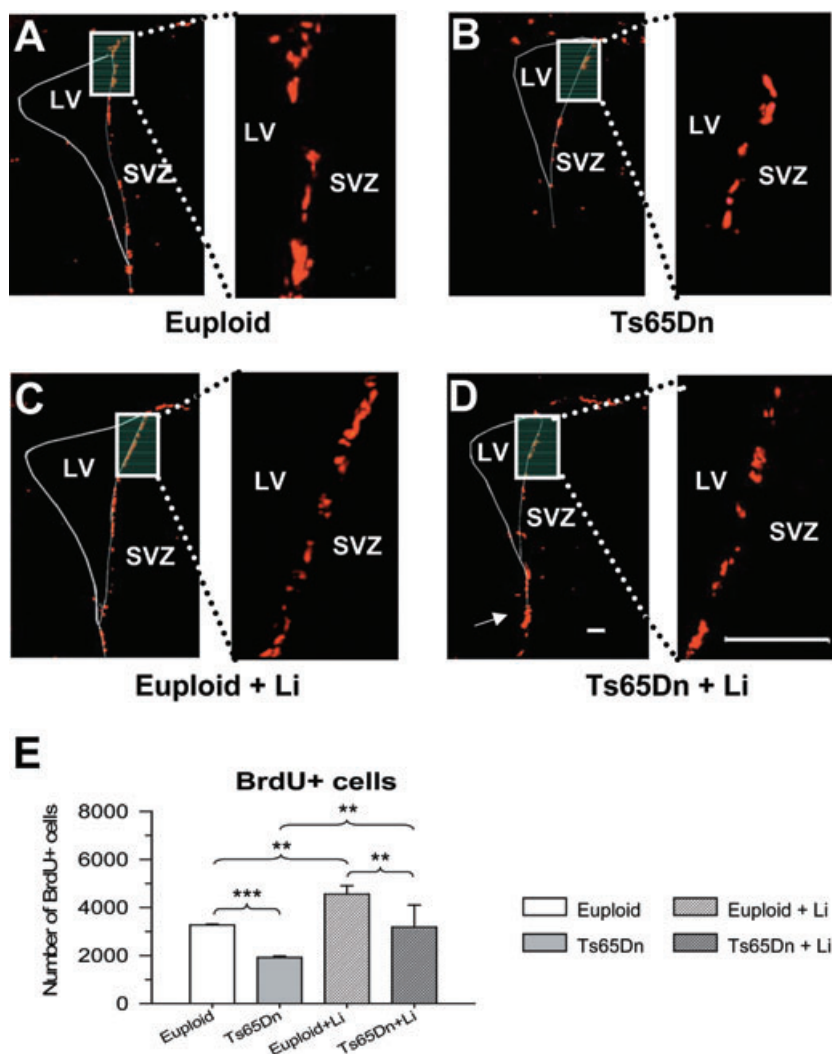 A
LV
SVZ
LV
SVZ
Euploid
B
LV
SVZ
LV
SVZ
Ts65Dn
C
LV
SVZ
LV
SVZ
Euploid + Li
D
LV
SVZ
LV
SVZ
Ts65Dn + Li
E
BrdU+ cells
Number of BrdU+ cells
8000
6000
4000
2000
0
**
**
**
***
Euploid
Ts65Dn
Euploid+Li
Ts65Dn+Li
Euploid
Euploid + Li
Ts65Dn
Ts65Dn + Li